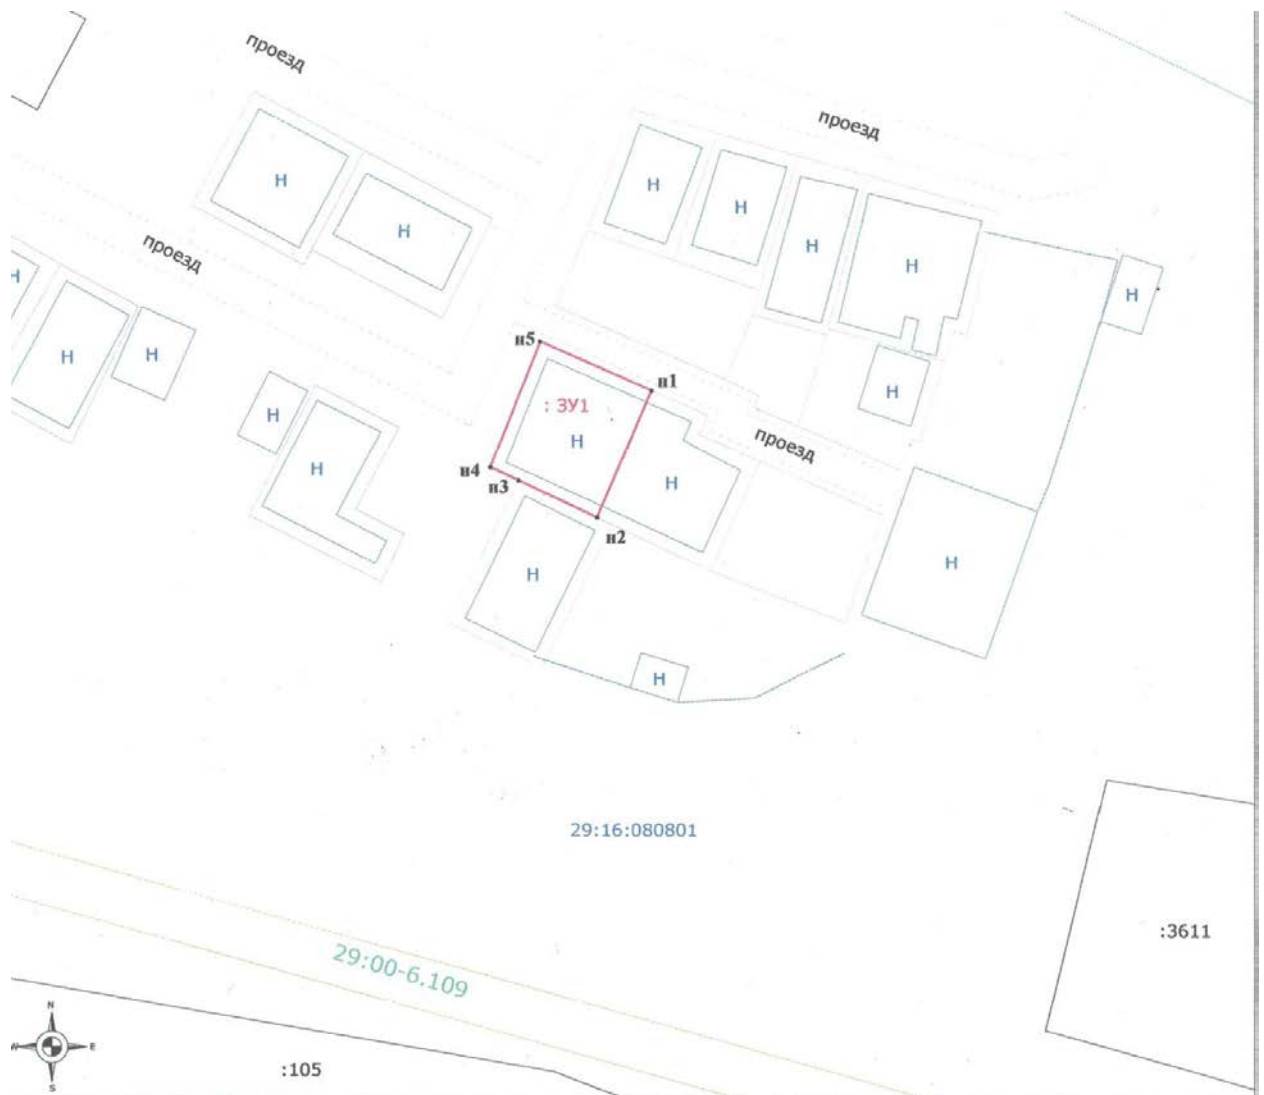 проезд
проезд
Н
Н
Н
Н
проезд
Н
Н
Н
Н
Н
н5
Н
Н
н1
Н
: ЗУ1
Н
Н
проезд
н4
Н
н3
Н
н2
Н
Н
Н
29:16:080801
:3611
29:00-6.109
N
W
E
S
:105